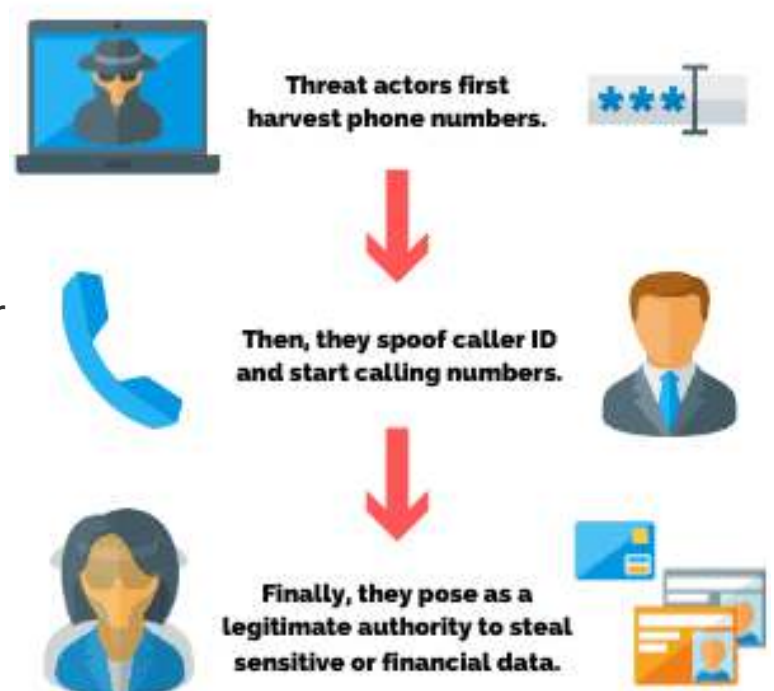 Threat actors first
harvest phone numbers.
***
Then, they spoof caller ID
and start calling numbers.
Finally, they pose as a
legitimate authority to steal
sensitive or financial data.